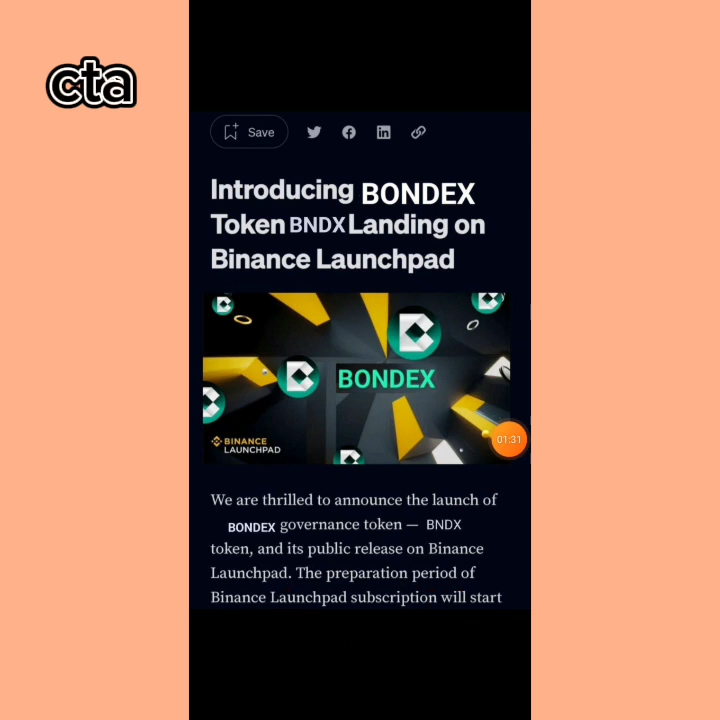 cta
Save
Introducing BONDEX
Token BNDX Landing on
Binance Launchpad
BONDEX
BINANCE
LAUNCHPAD
01:31
We are thrilled to announce the launch of
BONDEX governance token — BNDX
token, and its public release on Binance
Launchpad. The preparation period of
Binance Launchpad subscription will start